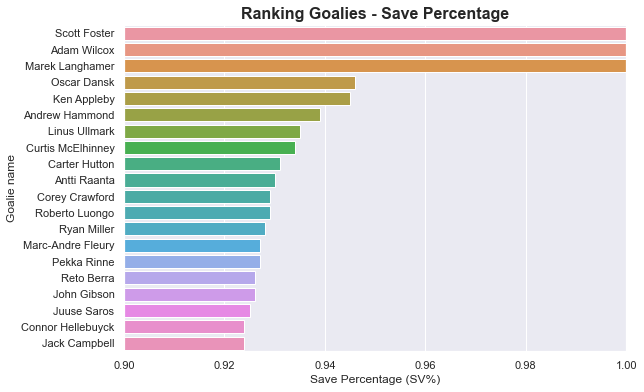 Ranking Goalies - Save Percentage
Scott Foster
Adam Wilcox
Marek Langhamer
Oscar Dansk
Ken Appleby
Andrew Hammond
Linus Ullmark
Curtis McElhinney
Carter Hutton
Antti Raanta
Corey Crawford
Roberto Luongo
Ryan Miller
Marc-Andre Fleury
Pekka Rinne
Reto Berra
John Gibson
Juuse Saros
Connor Hellebuyck
Jack Campbell
Goalie name
0.90 0.92 0.94 0.96 0.98 1.00
Save Percentage (SV%)